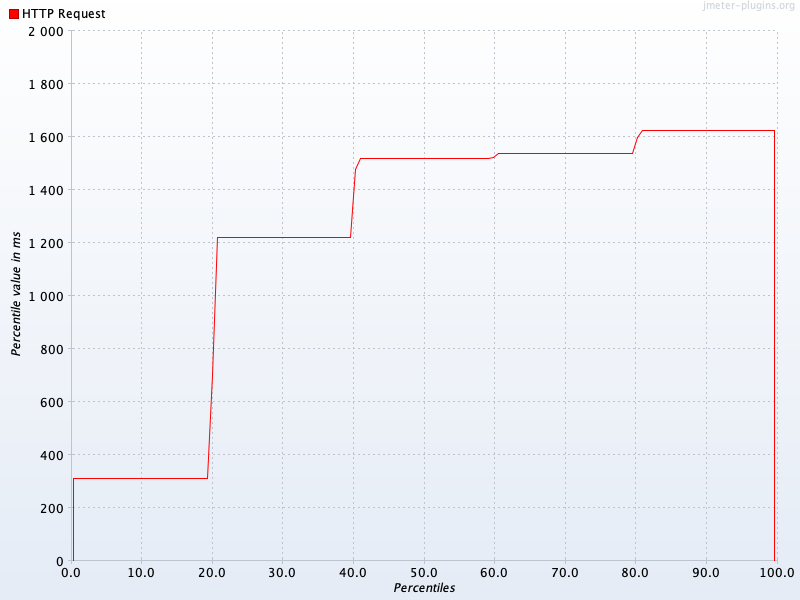 jmeter-plugins.org
HTTP Request
2 000
1 800
1 600
1 400
1 200
1 000
800
600
400
200
0
Percentile value in ms
0.0 10.0 20.0 30.0 40.0 50.0 60.0 70.0 80.0 90.0 100.0
Percentiles